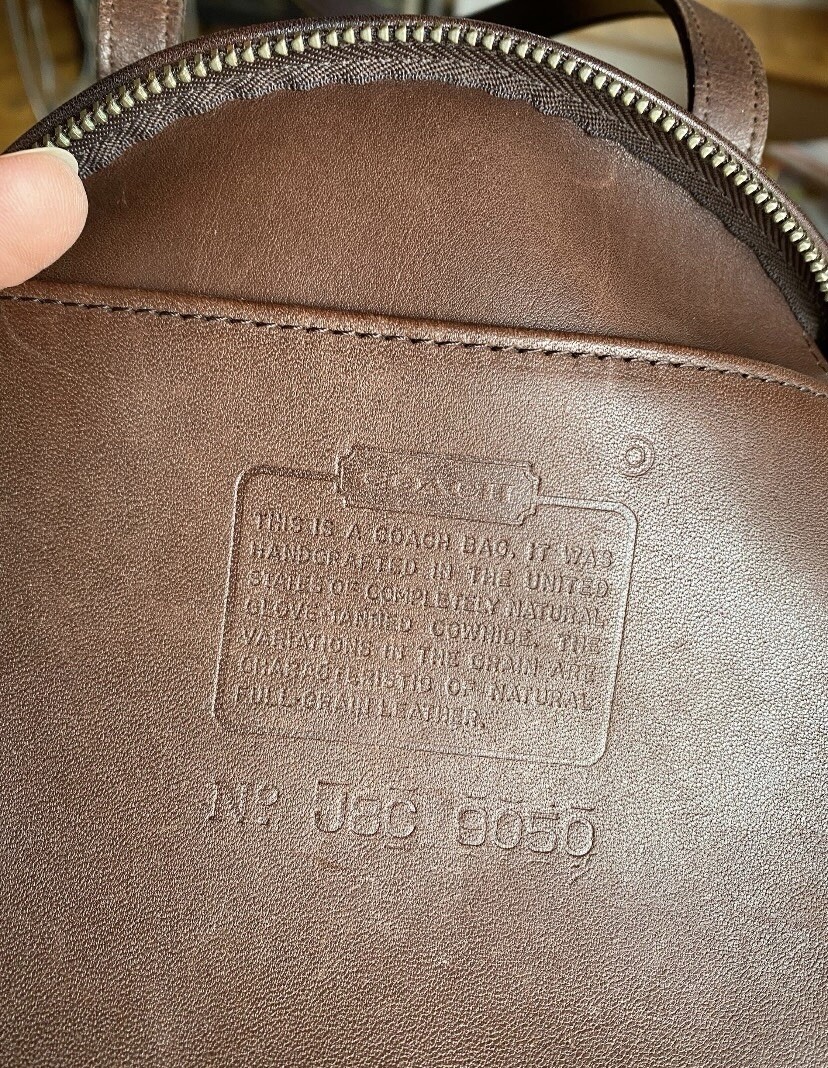 COACH
THIS IS A COACH BAG. IT WAS
HANDCRAFTED IN THE UNITED
STATES OF COMPLETELY NATURAL
GLOVE-TANNED COWHIDE. THE
VARIATIONS IN THE GRAIN ARE
CHARACTERISTIC OF NATURAL
FULL-GRAIN LEATHER.
Nº 9050